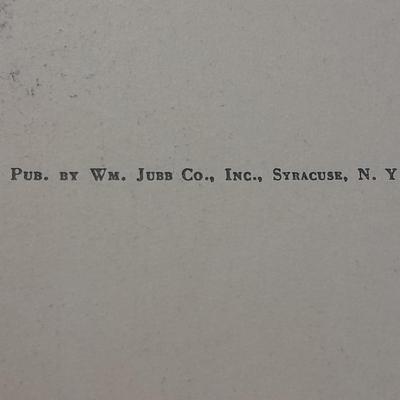 Pub. by Wm. Jubb Co., Inc., Syracuse, N. Y